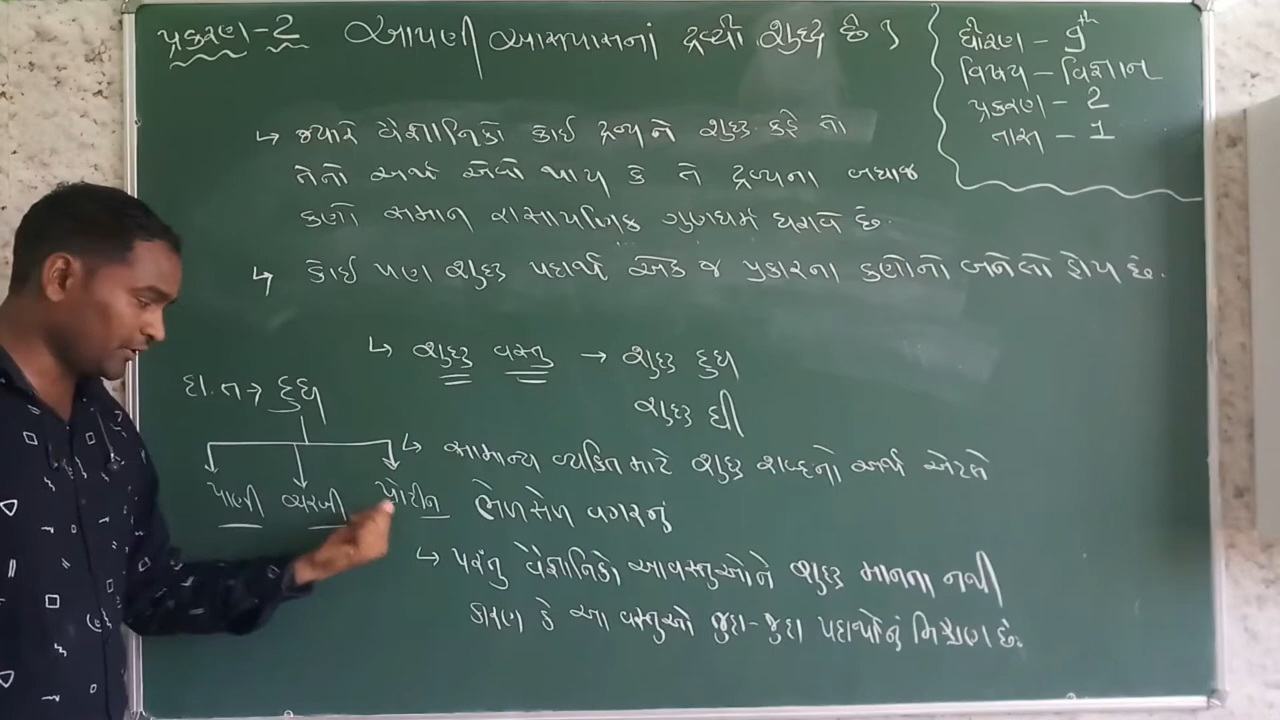 પ્રકરણ-2 આપણી આસપાસનાં દ્રવ્યો શુદ્ધ છે ?
ધોરણ - 9th
વિષય - વિજ્ઞાન
પ્રકરણ - 2
તાસ - 1
↳ જ્યારે વૈજ્ઞાનિકો કોઈ દ્રવ્યને શુદ્ધ કહે તો
તેનો અર્થ એવો થાય કે તે દ્રવ્યના બધાજ
કણો સમાન રાસાયણિક ગુણધર્મ ધરાવે છે.
↳ કોઈ પણ શુદ્ધ પદાર્થ એક જ પ્રકારના કણોનો બનેલો હોય છે.
↳ શુદ્ધ વસ્તુ → શુદ્ધ દુધ
શુદ્ધ ઘી
દા.ત → દુધ
પાણી ચરબી પ્રોટીન
↳ સામાન્ય વ્યક્તિ માટે શુદ્ધ શબ્દનો અર્થ એટલે
ભેળસેળ વગરનું
↳ પરંતુ વૈજ્ઞાનિકો આવસ્તુઓને શુદ્ધ માનતા નથી
કારણ કે આ વસ્તુઓ જુદા-જુદા પદાર્થોનું મિશ્રણ છે.